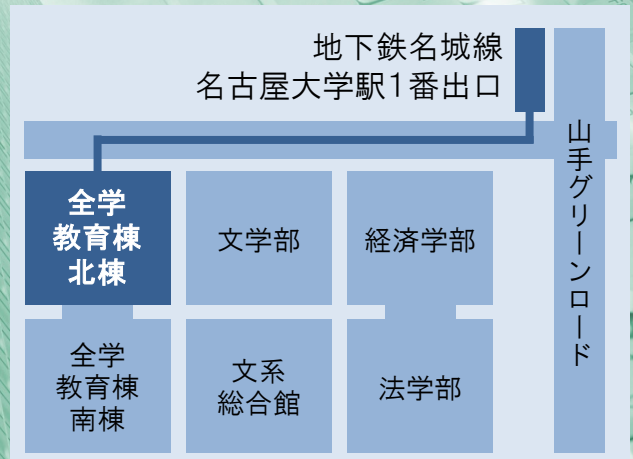 地下鉄名城線
名古屋大学駅1番出口
山手グリーンロード
全学
教育棟
北棟
文学部
経済学部
全学
教育棟
南棟
文系
総合館
法学部